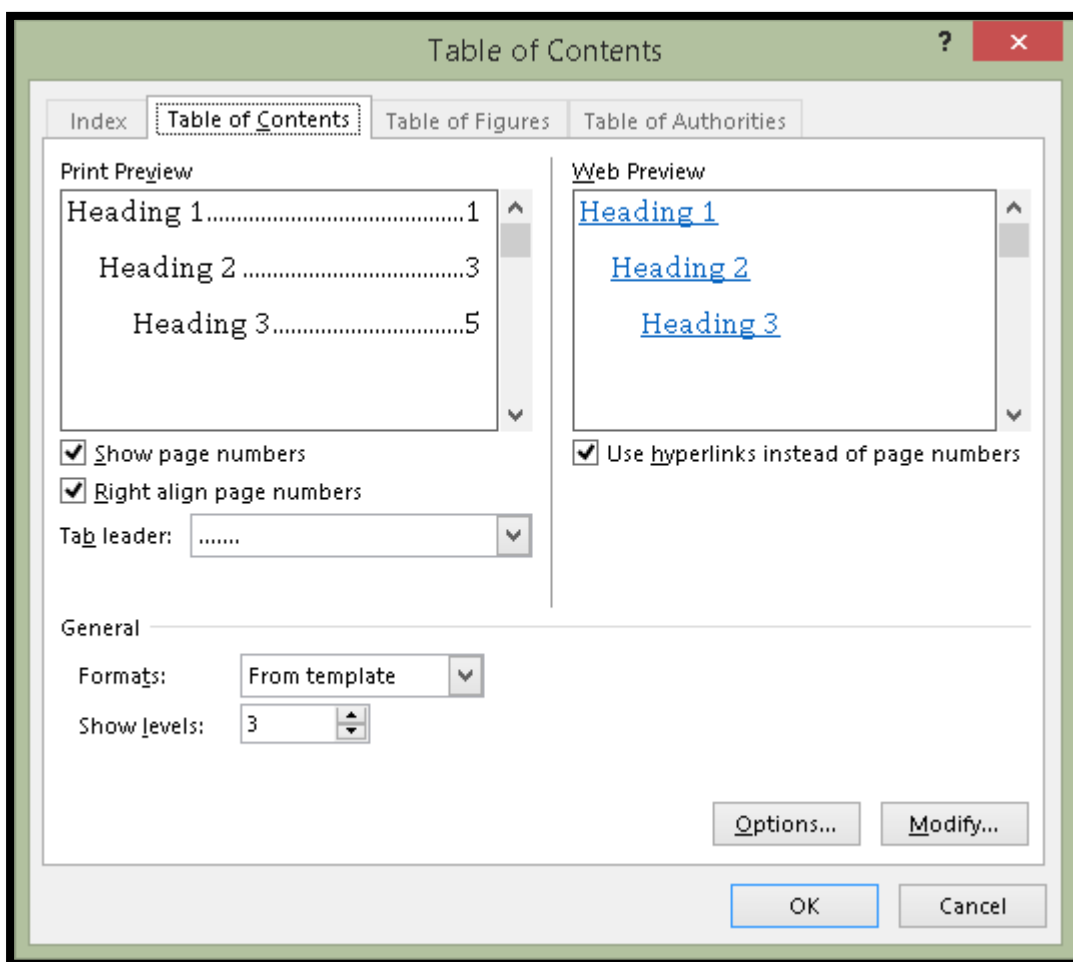 Table of Contents ?
Index Table of Contents Table of Figures Table of Authorities
Print Preview
Heading 1............................................1
Heading 2......................................3
Heading 3.................................5
Show page numbers
Right align page numbers
Tab leader: .......
Web Preview
Heading 1
Heading 2
Heading 3
Use hyperlinks instead of page numbers
General
Formats: From template
Show levels: 3
Options... Modify...
OK Cancel